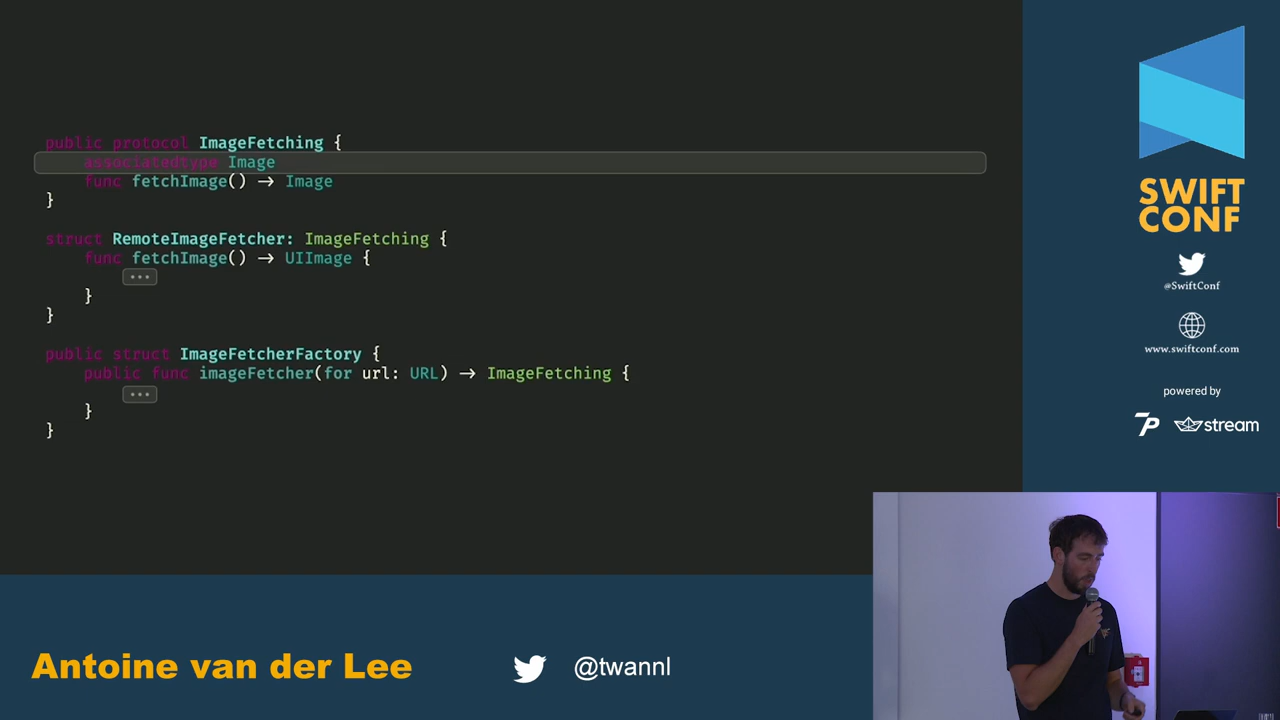 public protocol ImageFetching {
associatedtype Image
func fetchImage() → Image
}
struct RemoteImageFetcher: ImageFetching {
func fetchImage() → UIImage {
•••
}
}
public struct ImageFetcherFactory {
public func imageFetcher(for url: URL) → ImageFetching {
•••
}
}
SWIFT
CONF
@SwiftConf
www.swiftconf.com
powered by
7P stream
Antoine van der Lee
@twannl